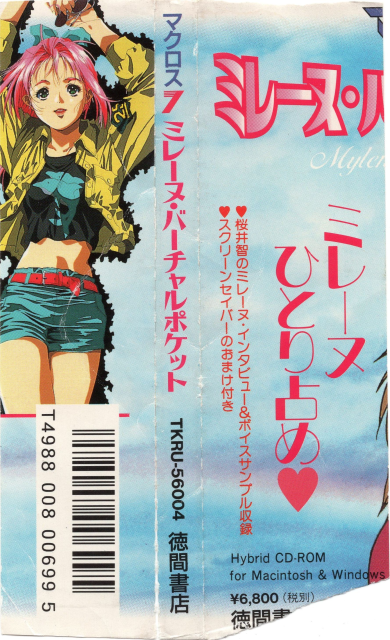 マクロス7 ミレーヌ・バーチャルポケット TKRU-56004 徳間書店
T4988 008 00699 5
ミレーヌ・
Mylen
ミレーヌ
ひとり占め♥
♥桜井智のミレーヌ・インタビュー&ボイスサンプル収録
♥スクリーンセイバーのおまけ付き
Hybrid CD-ROM
for Macintosh & Windows
¥6,800(税別)
徳間書